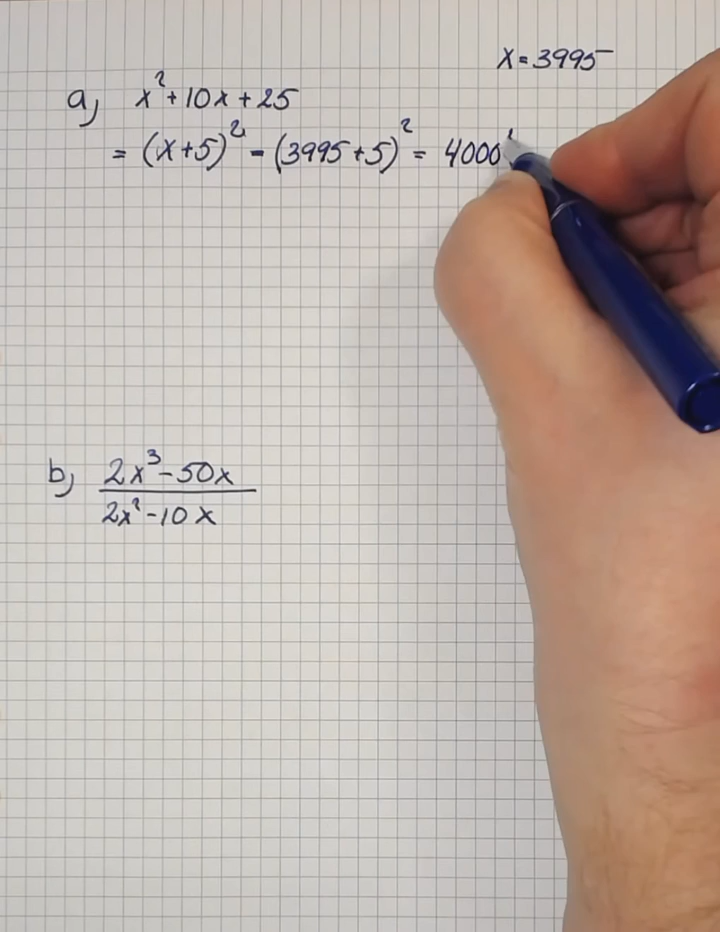 x = 3995
a) x² + 10x + 25
= (x+5)² = (3995+5)² = 4000
b) 2x³ - 50x
2x² - 10x